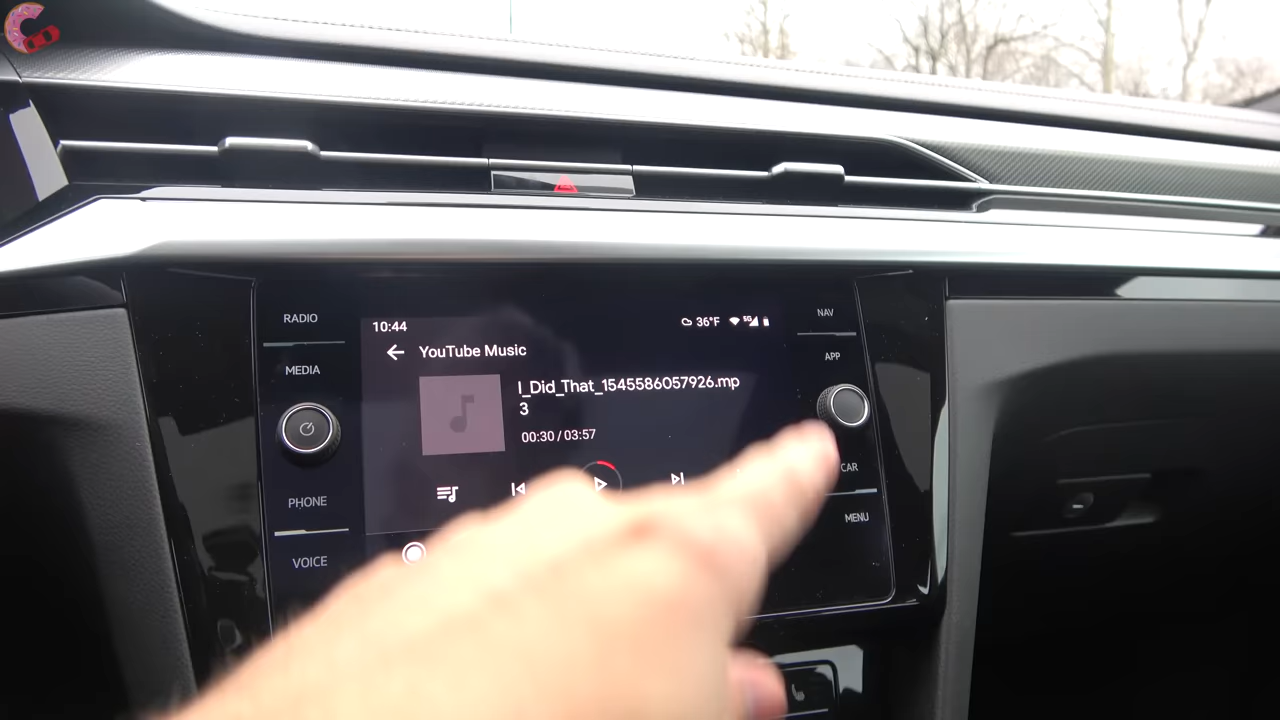 RADIO
MEDIA
PHONE
VOICE
10:44
36°F
5G
YouTube Music
I_Did_That_1545586057926.mp
3
00:30 / 03:57
NAV
APP
CAR
MENU